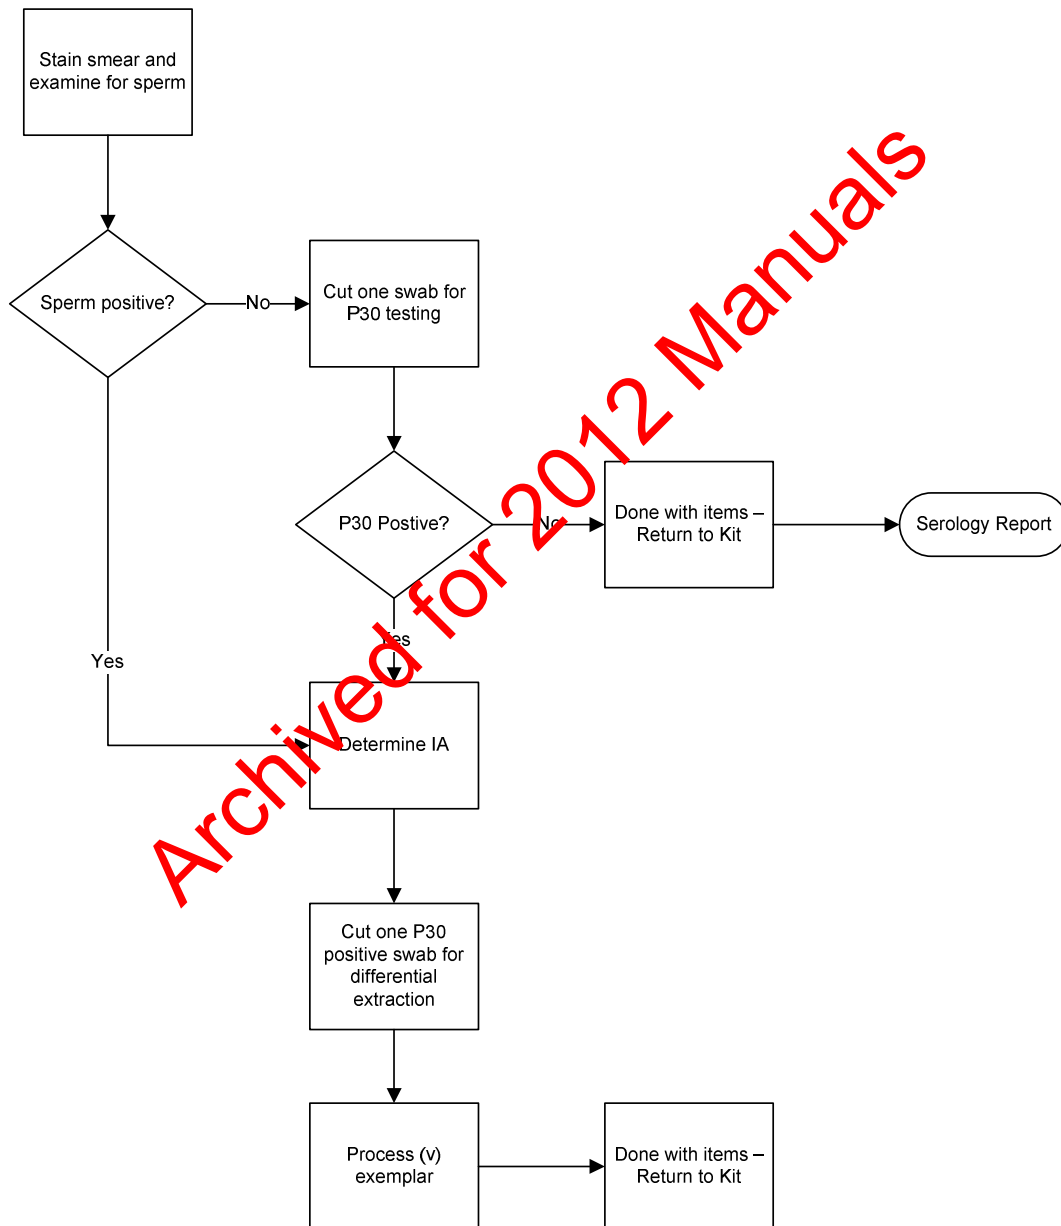 Stain smear and
examine for sperm
Sperm positive?
No
Cut one swab for
P30 testing
P30 Postive?
No
Done with items –
Return to Kit
Serology Report
Yes
Yes
Determine IA
Cut one P30
positive swab for
differential
extraction
Process (v)
exemplar
Done with items –
Return to Kit
Archived for 2012 Manuals